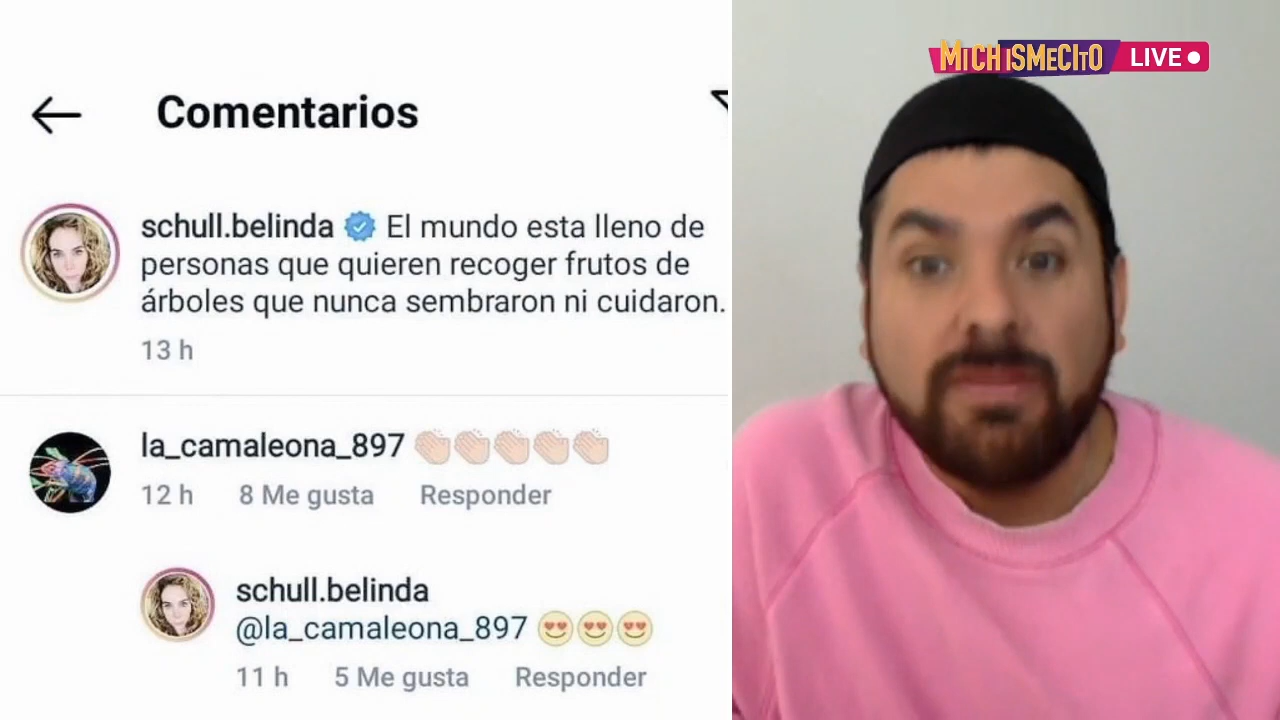 MICHISMECITO LIVE
Comentarios
schull.belinda El mundo esta lleno de
personas que quieren recoger frutos de
árboles que nunca sembraron ni cuidaron.
13 h
la_camaleona_897 👏🏻👏🏻👏🏻👏🏻👏🏻
12 h 8 Me gusta Responder
schull.belinda
@la_camaleona_897 😍😍😍
11 h 5 Me gusta Responder